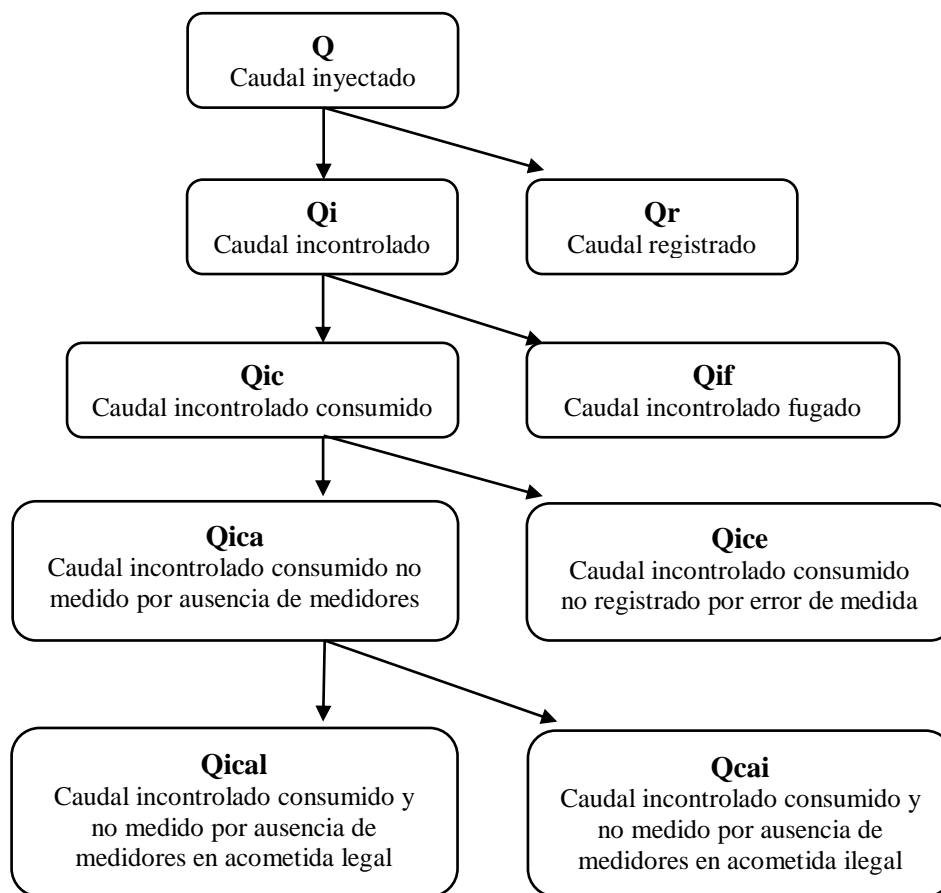 Q
Caudal inyectado
Qi
Caudal incontrolado
Qr
Caudal registrado
Qic
Caudal incontrolado consumido
Qif
Caudal incontrolado fugado
Qica
Caudal incontrolado consumido no
medido por ausencia de medidores
Qice
Caudal incontrolado consumido
no registrado por error de medida
Qical
Caudal incontrolado consumido y
no medido por ausencia de
medidores en acometida legal
Qcai
Caudal incontrolado consumido y
no medido por ausencia de
medidores en acometida ilegal